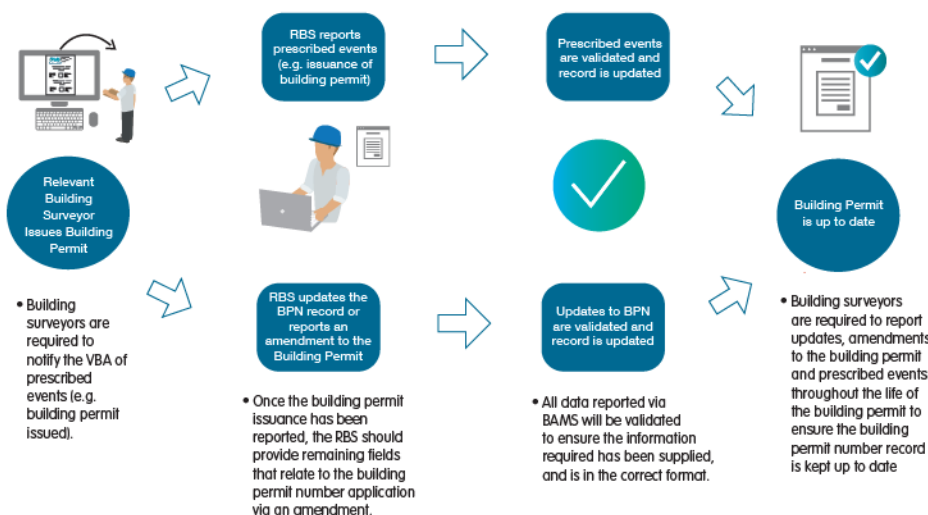 RBS reports
prescribed events
(e.g. issuance of
building permit)
Prescribed events
are validated and
record is updated
Relevant
Building
Surveyor
Issues Building
Permit
Building Permit
is up to date
RBS updates the
BPN record or
reports an
amendment to the
Building Permit
Updates to BPN
are validated and
record is updated
• Building
surveyors are
required to
notify the VBA of
prescribed
events (e.g.
building permit
issued).
• Once the building permit
issuance has been
reported, the RBS should
provide remaining fields
that relate to the building
permit number application
via an amendment.
• All data reported via
BAMS will be validated
to ensure the information
required has been supplied,
and is in the correct format.
• Building surveyors
are required to report
updates, amendments
to the building permit
and prescribed events
throughout the life of
the building permit to
ensure the building
permit number record
is kept up to date